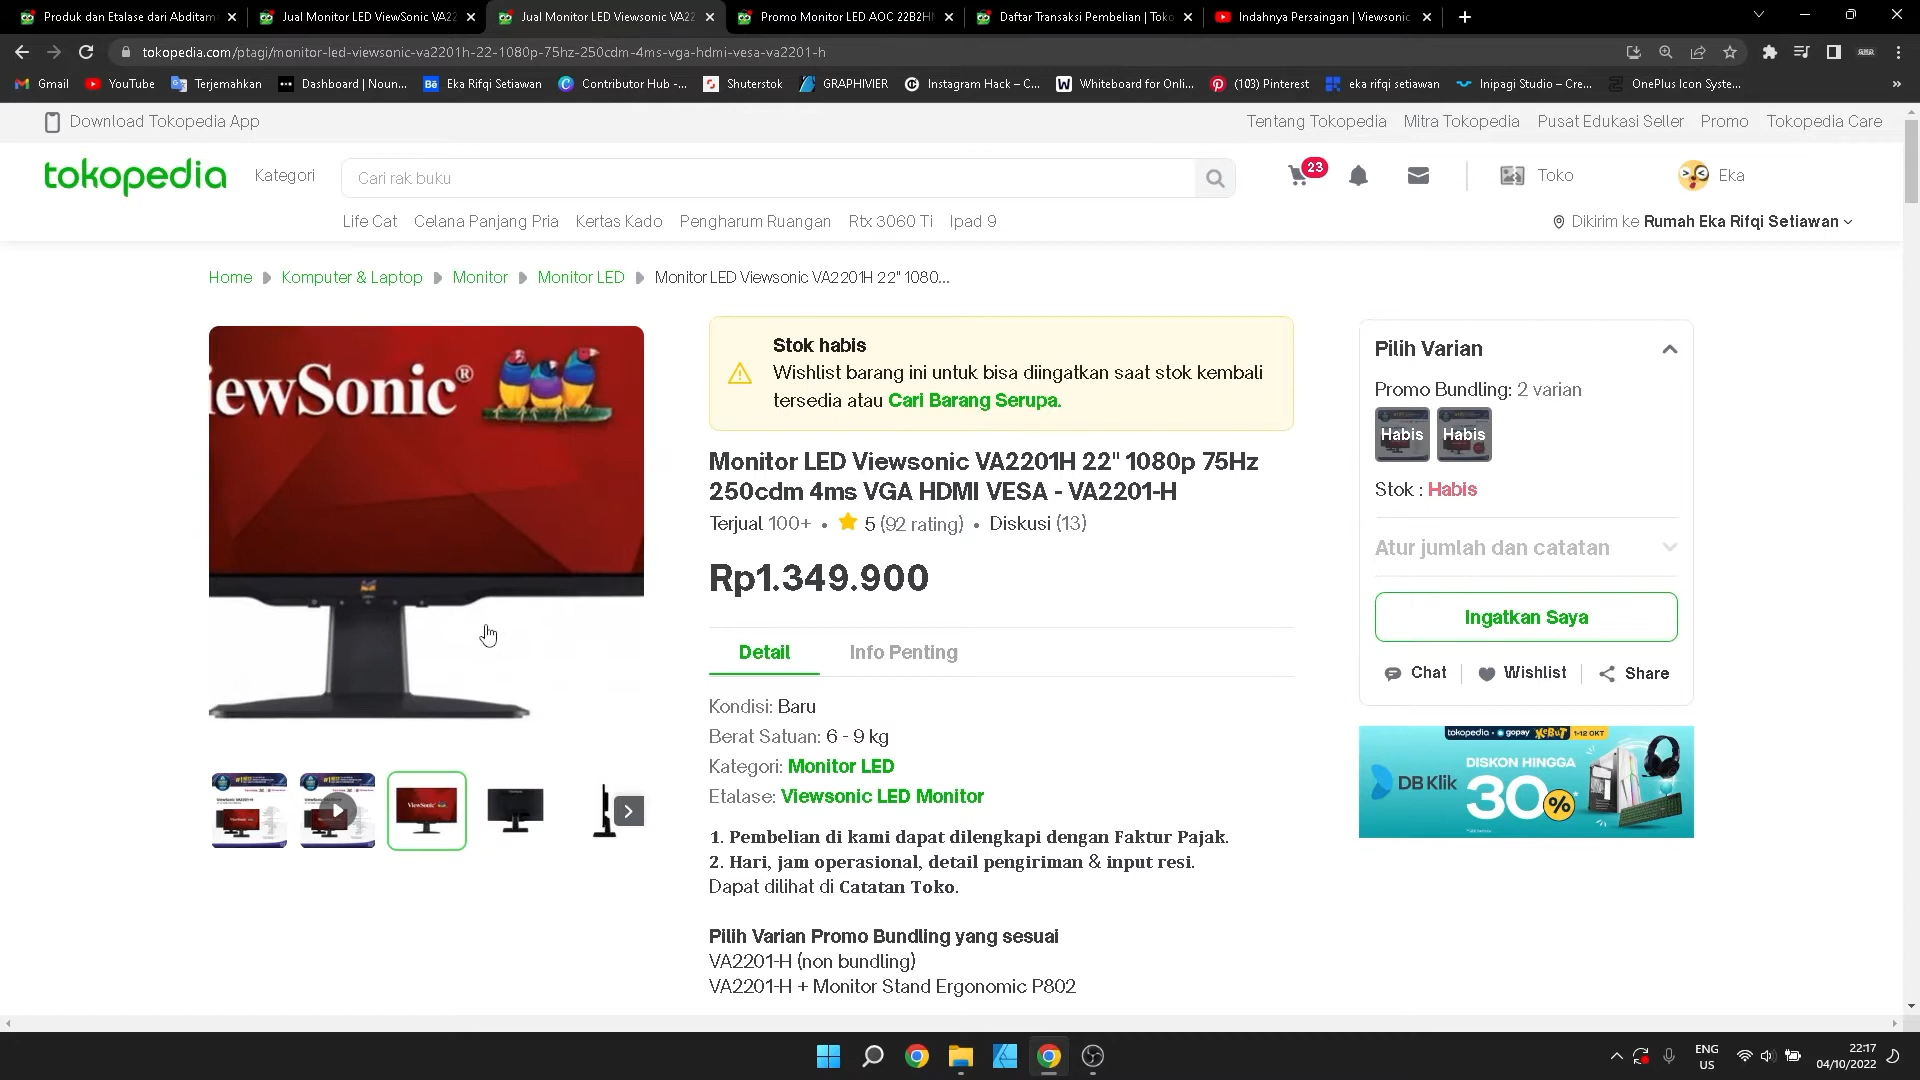 Produk dan Etalase dari Abditam
Jual Monitor LED ViewSonic VA22
Jual Monitor LED Viewsonic VA22
Promo Monitor LED AOC 22B2H
Daftar Transaksi Pembelian | Toko
Indahnya Persaingan | Viewsonic
tokopedia.com/ptagi/monitor-led-viewsonic-va2201h-22-1080p-75hz-250cdm-4ms-vga-hdmi-vesa-va2201-h
Gmail
YouTube
Terjemahkan
Dashboard | Noun...
Eka Rifqi Setiawan
Contributor Hub -...
Shuterstok
GRAPHIVIER
Instagram Hack – C...
Whiteboard for Onli...
(103) Pinterest
eka rifqi setiawan
Inipagi Studio – Cre...
OnePlus Icon Syste...
Download Tokopedia App
Tentang Tokopedia
Mitra Tokopedia
Pusat Edukasi Seller
Promo
Tokopedia Care
tokopedia
Kategori
Cari rak buku
23
Toko
Eka
Life Cat
Celana Panjang Pria
Kertas Kado
Pengharum Ruangan
Rtx 3060 Ti
Ipad 9
Dikirim ke Rumah Eka Rifqi Setiawan
Home
Komputer & Laptop
Monitor
Monitor LED
Monitor LED Viewsonic VA2201H 22" 1080...
iewSonic®
Stok habis
Wishlist barang ini untuk bisa diingatkan saat stok kembali
tersedia atau Cari Barang Serupa.
Monitor LED Viewsonic VA2201H 22" 1080p 75Hz
250cdm 4ms VGA HDMI VESA - VA2201-H
Terjual 100+ • 5 (92 rating) • Diskusi (13)
Rp1.349.900
Detail
Info Penting
Kondisi: Baru
Berat Satuan: 6 - 9 kg
Kategori: Monitor LED
Etalase: Viewsonic LED Monitor
1. Pembelian di kami dapat dilengkapi dengan Faktur Pajak.
2. Hari, jam operasional, detail pengiriman & input resi.
Dapat dilihat di Catatan Toko.
Pilih Varian Promo Bundling yang sesuai
VA2201-H (non bundling)
VA2201-H + Monitor Stand Ergonomic P802
Pilih Varian
Promo Bundling: 2 varian
Habis
Habis
Stok : Habis
Atur jumlah dan catatan
Ingatkan Saya
Chat
Wishlist
Share
tokopedia • gopay KEBUT 1-12 OKT
DB Klik
DISKON HINGGA
30%
ViewSonic
ENG
US
22:17
04/10/2022